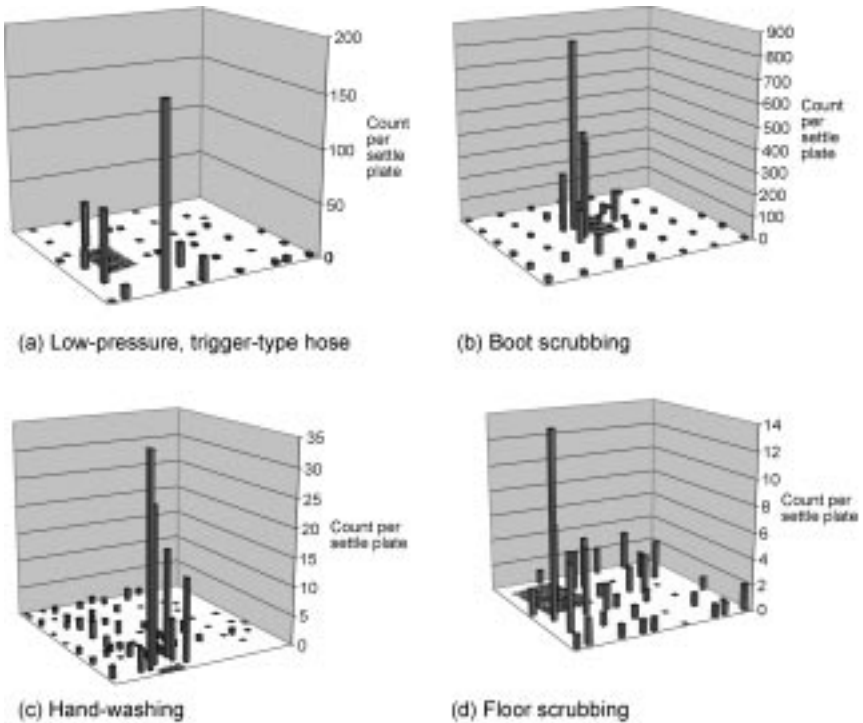 200
150
100
50
0
Count
per
settle
plate
(a) Low-pressure, trigger-type hose
900
800
700
600
500
400
300
200
100
0
Count
per
settle
plate
(b) Boot scrubbing
35
30
25
20
15
10
5
0
Count per
settle plate
(c) Hand-washing
14
12
10
8
6
4
2
0
Count per
settle plate
(d) Floor scrubbing